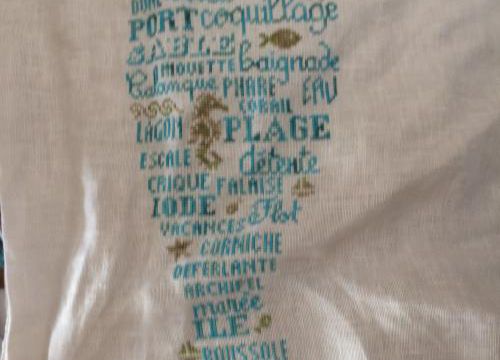 DUNE
PORT coquillage
SABLE
MOUETTE baignade
Calanque PHARE EAU
CORAIL
LAGON PLAGE
ESCALE détente
CRIQUE FALAISE
IODE Flot
VACANCES
CORNICHE
DEFERLANTE
ARCHIPEL
marée
ILE
BOUSSOLE